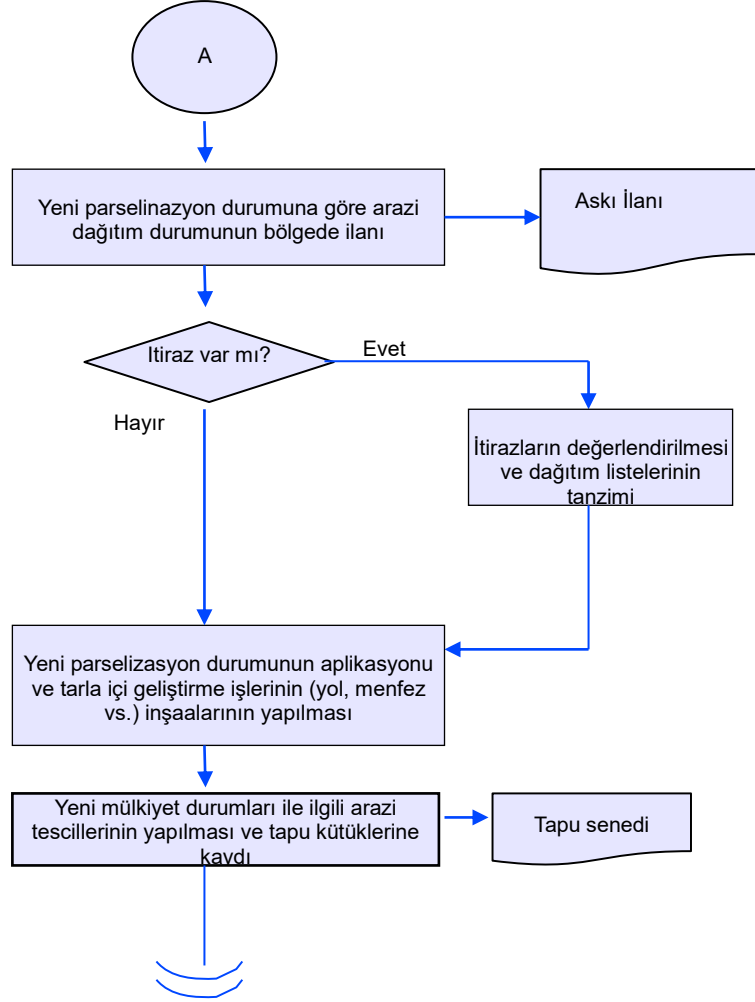 A
Yeni parselinazyon durumuna göre arazi
dağıtım durumunun bölgede ilanı
Askı İlanı
Itiraz var mı?
Evet
Hayır
İtirazların değerlendirilmesi
ve dağıtım listelerinin
tanzimi
Yeni parselizasyon durumunun aplikasyonu
ve tarla içi geliştirme işlerinin (yol, menfez
vs.) inşaalarının yapılması
Yeni mülkiyet durumları ile ilgili arazi
tescillerinin yapılması ve tapu kütüklerine
kaydı
Tapu senedi